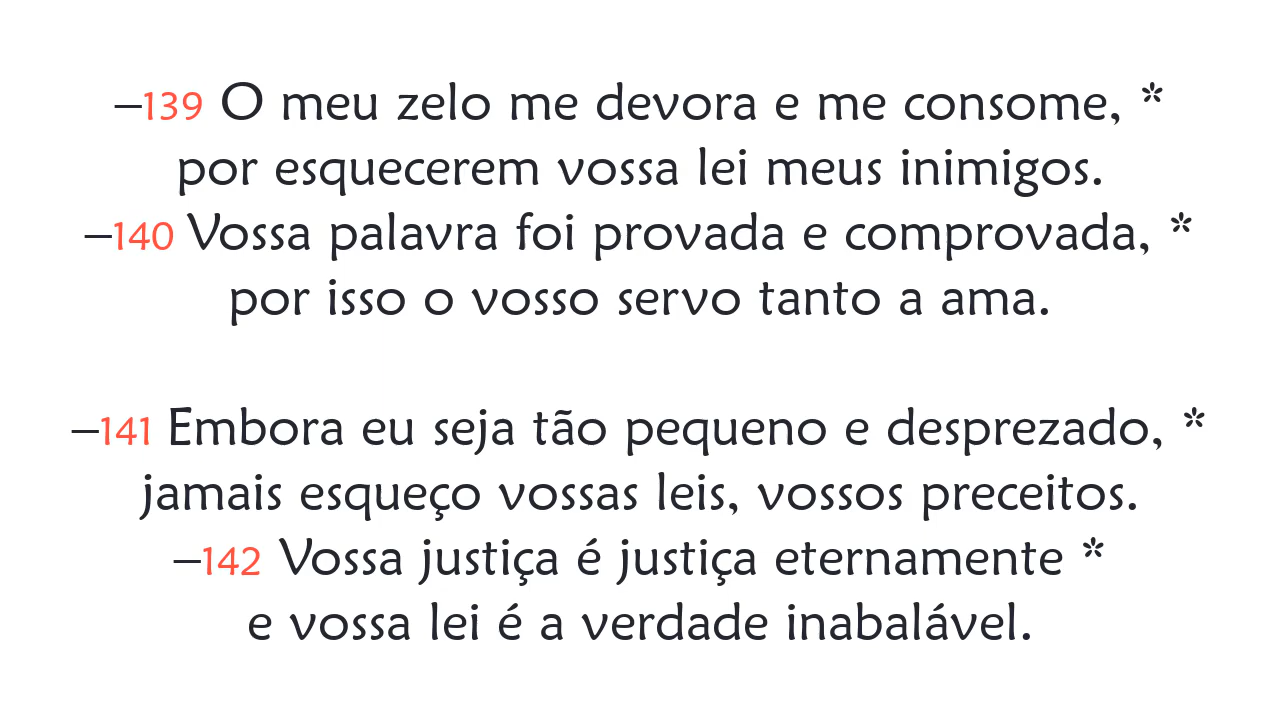 –139 O meu zelo me devora e me consome, *
por esquecerem vossa lei meus inimigos.
–140 Vossa palavra foi provada e comprovada, *
por isso o vosso servo tanto a ama.
–141 Embora eu seja tão pequeno e desprezado, *
jamais esqueço vossas leis, vossos preceitos.
–142 Vossa justiça é justiça eternamente *
e vossa lei é a verdade inabalável.